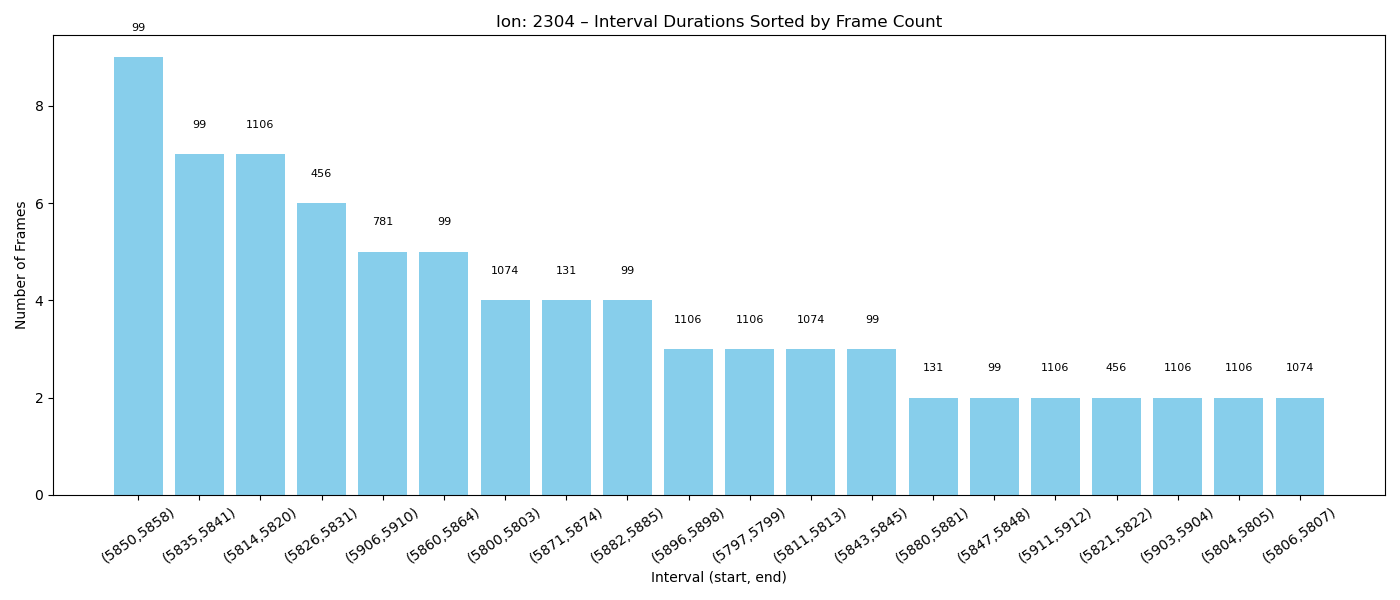 Ion: 2304 – Interval Durations Sorted by Frame Count
99
99 1106
456
781 99
1074 131 99
1106 1106 1074 99
131 99 1106 456 1106 1106 1074
Number of Frames
8
6
4
2
0
(5850,5858) (5835,5841) (5814,5820) (5826,5831) (5906,5910) (5860,5864) (5800,5803) (5871,5874) (5882,5885) (5896,5898) (5797,5799) (5811,5813) (5843,5845) (5880,5881) (5847,5848) (5911,5912) (5821,5822) (5903,5904) (5804,5805) (5806,5807)
Interval (start, end)